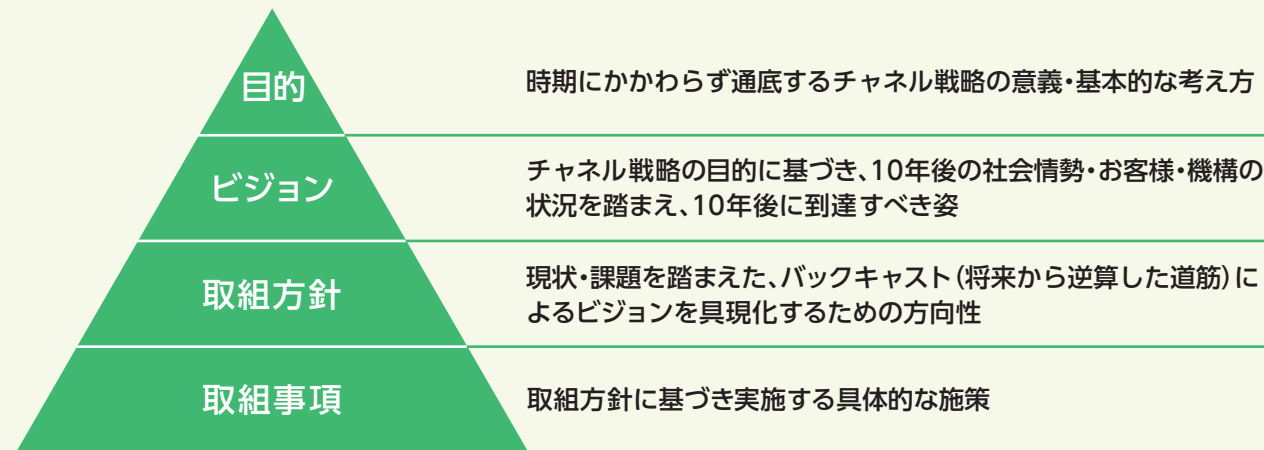 目的
時期にかかわらず通底するチャネル戦略の意義・基本的な考え方
ビジョン
チャネル戦略の目的に基づき、10年後の社会情勢・お客様・機構の
状況を踏まえ、10年後に到達すべき姿
取組方針
現状・課題を踏まえた、バックキャスト（将来から逆算した道筋）に
よるビジョンを具現化するための方向性
取組事項
取組方針に基づき実施する具体的な施策